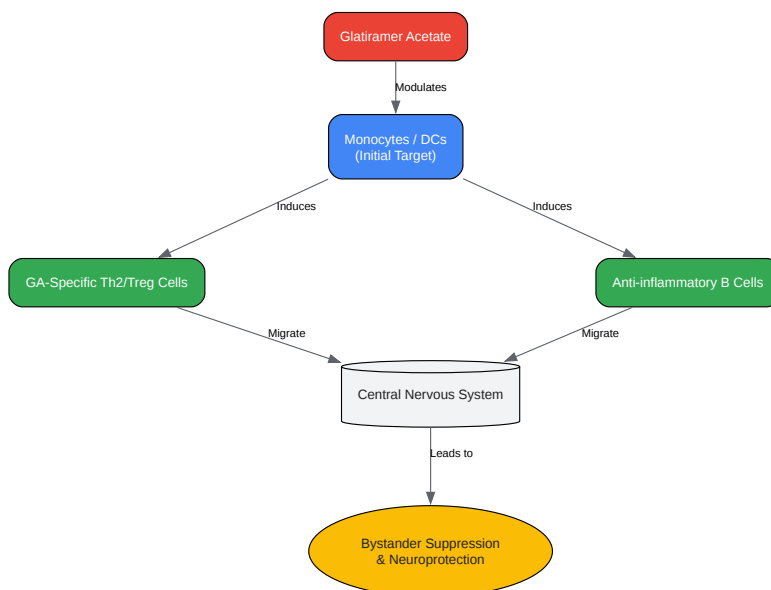 Glatiramer Acetate
Modulates
Monocytes / DCs
(Initial Target)
Induces
Induces
GA-Specific Th2/Treg Cells
Anti-inflammatory B Cells
Migrate
Migrate
Central Nervous System
Leads to
Bystander Suppression
& Neuroprotection